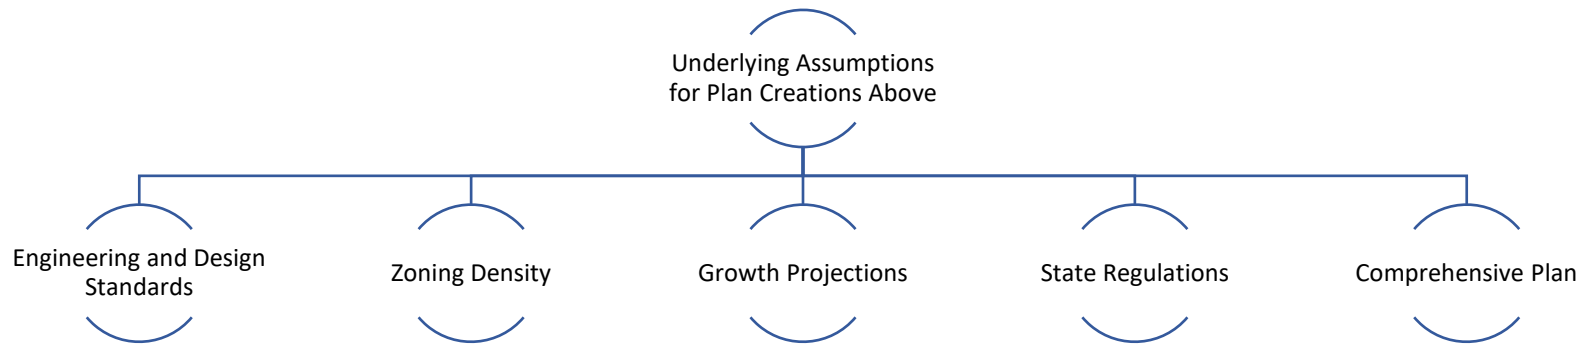 Underlying Assumptions
for Plan Creations Above
Engineering and Design
Standards
Zoning Density
Growth Projections
State Regulations
Comprehensive Plan